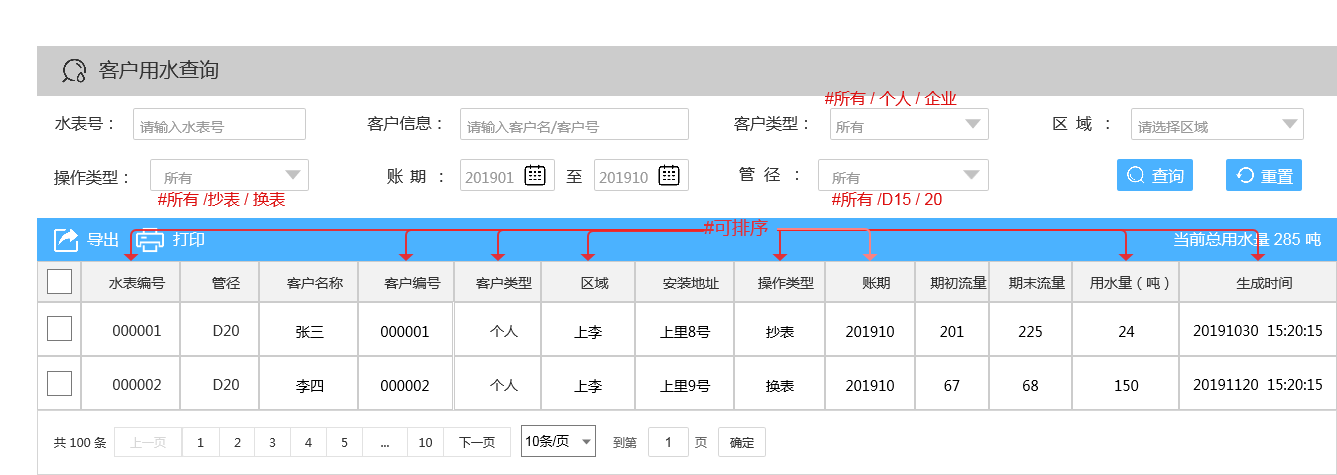 客户用水查询
#所有 / 个人 / 企业
水表号： 请输入水表号 客户信息： 请输入客户名/客户号 客户类型： 所有 区 域 ： 请选择区域
操作类型： 所有 账 期 ： 201901 至 201910 管 径 ： 所有 查询 重置
#所有 /抄表 / 换表 #所有 /D15 / 20
导出 打印 #可排序 当前总用水量 285 吨
水表编号 管径 客户名称 客户编号 客户类型 区域 安装地址 操作类型 账期 期初流量 期末流量 用水量（吨） 生成时间
000001 D20 张三 000001 个人 上李 上里8号 抄表 201910 201 225 24 20191030 15:20:15
000002 D20 李四 000002 个人 上李 上里9号 换表 201910 67 68 150 20191120 15:20:15
共 100 条 上一页 1 2 3 4 5 ... 10 下一页 10条/页 到第 1 页 确定